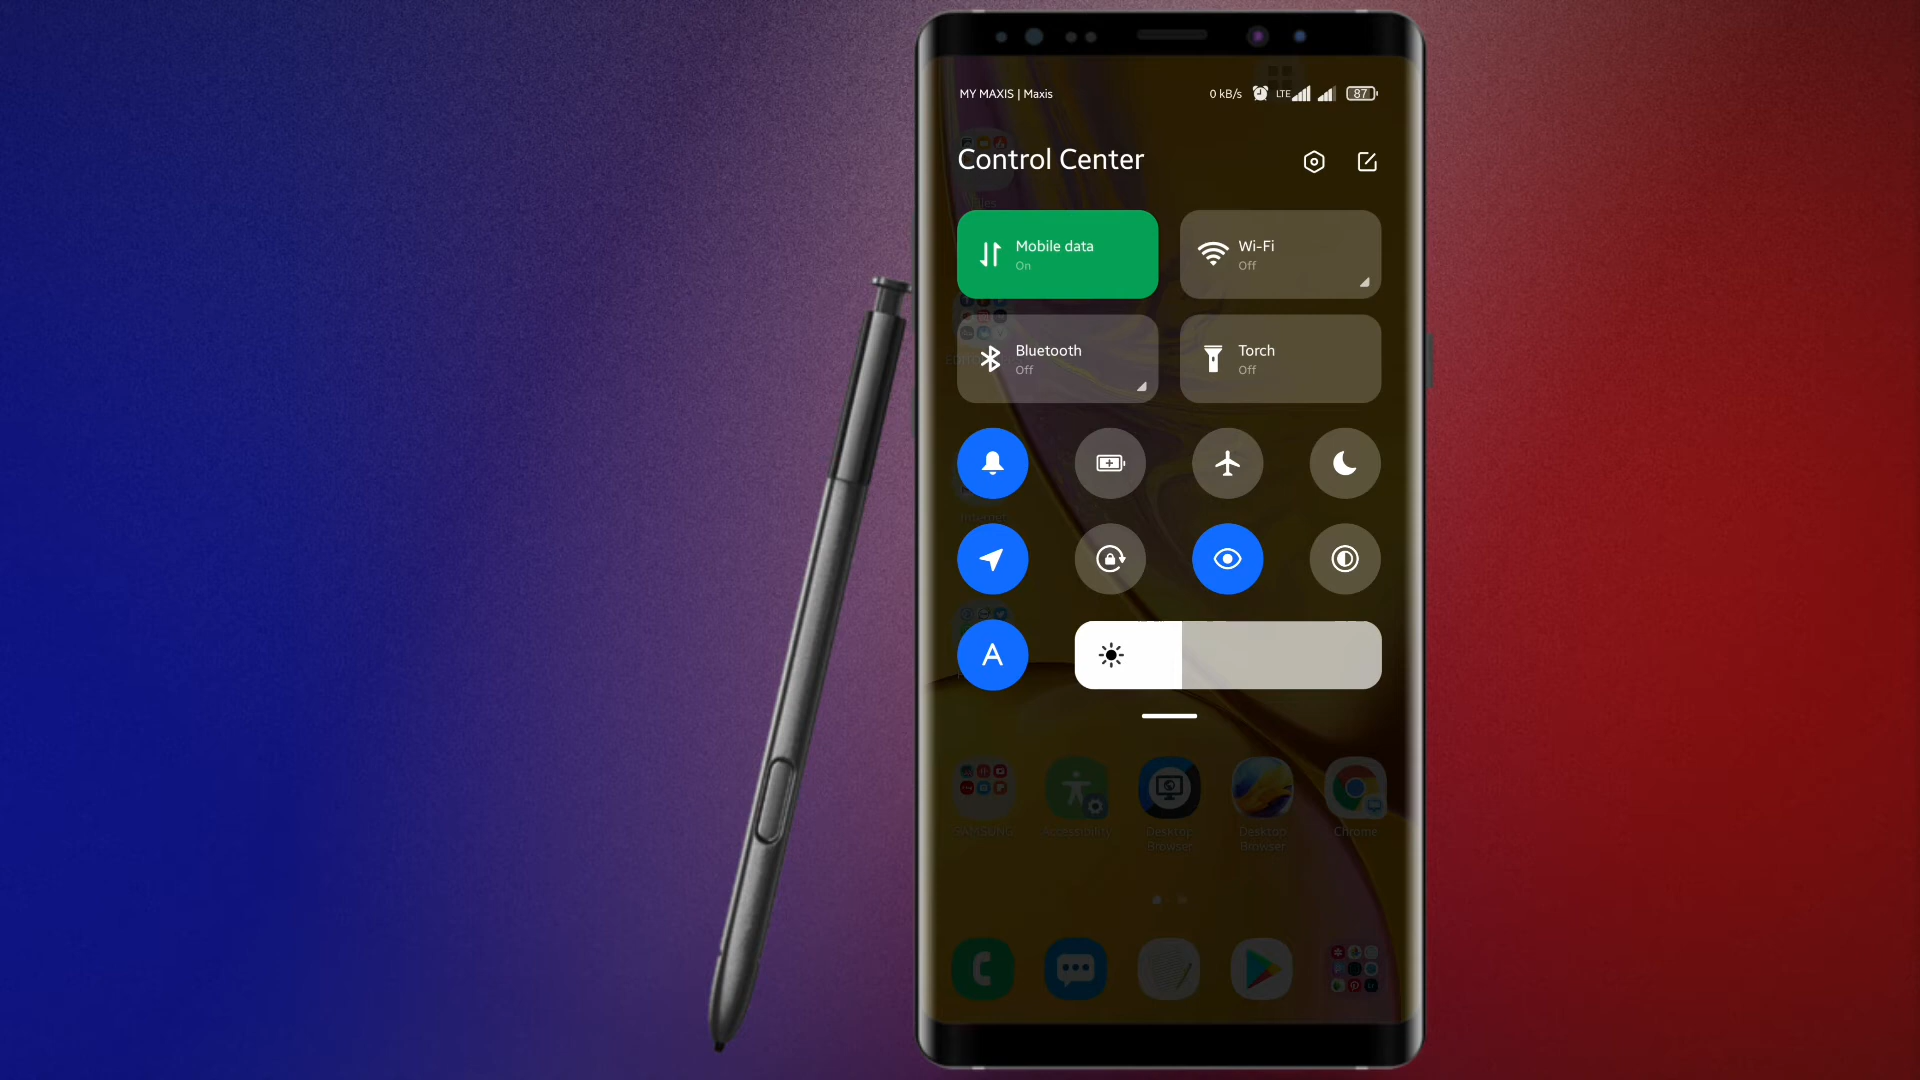 MY MAXIS | Maxis
0 kB/s LTE 87
Control Center
Mobile data
On
Wi-Fi
Off
Bluetooth
Off
Torch
Off
A
Internet
SAMSUNG
Accessibility
Desktop
Browser
Desktop
Browser
Chrome